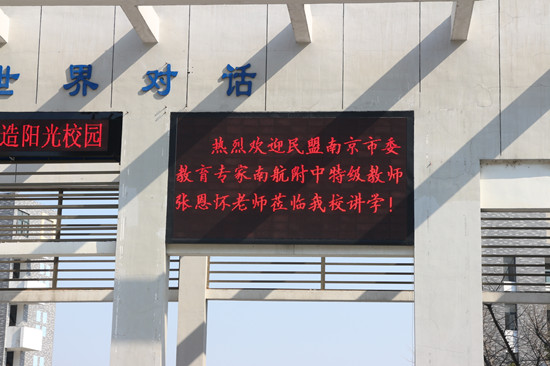 世界对话
造阳光校园
热烈欢迎民盟南京市委
教育专家南航附中特级教师
张恩怀老师莅临我校讲学！